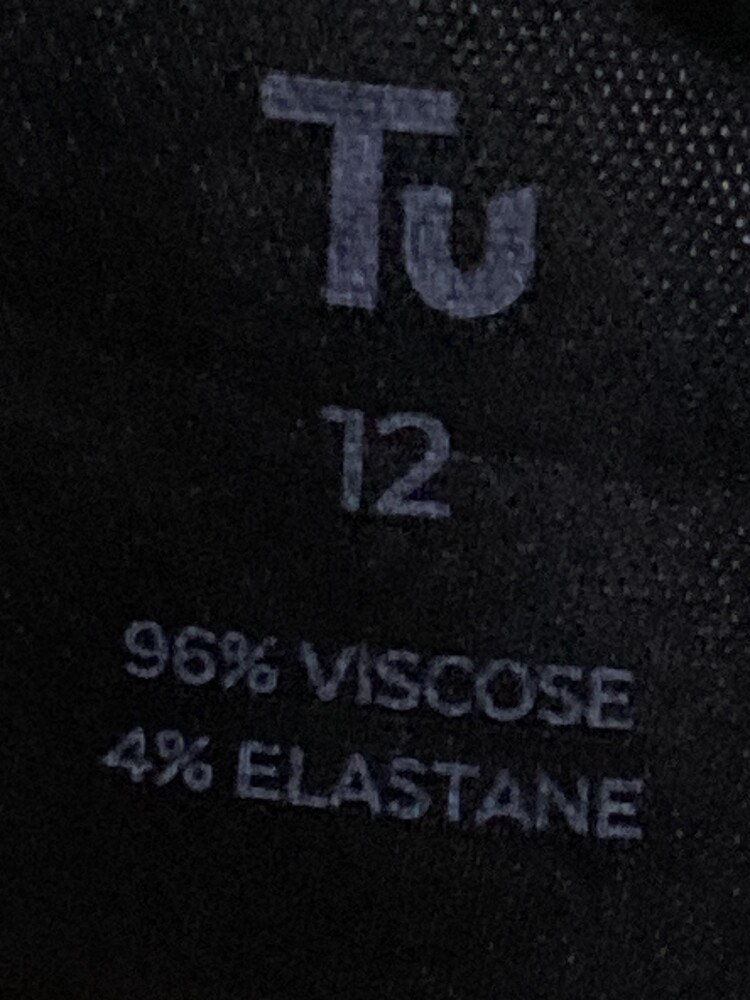 Tu
12
96% VISCOSE
4% ELASTANE